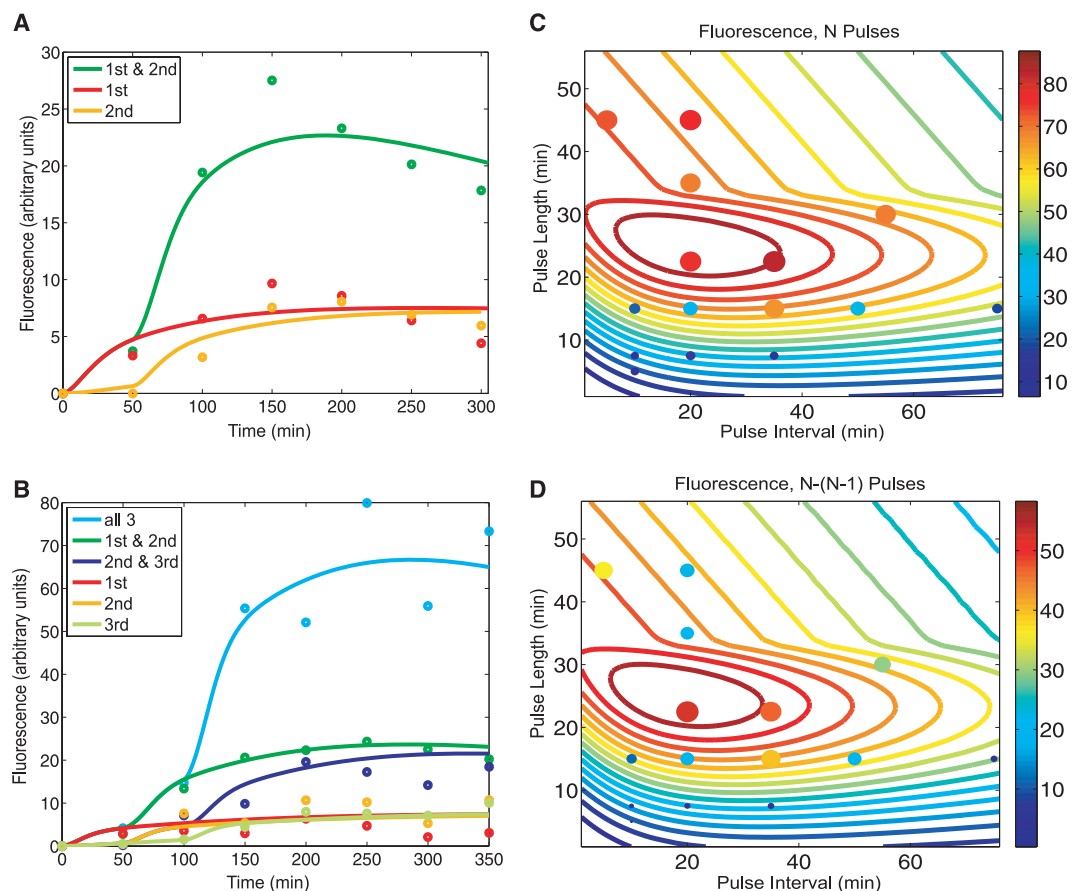 A
Fluorescence (arbitrary units)
30
25
20
15
10
5
0
1st & 2nd
1st
2nd
0 50 100 150 200 250 300
Time (min)
C
Fluorescence, N Pulses
Pulse Length (min)
50
40
30
20
10
20 40 60
Pulse Interval (min)
80
70
60
50
40
30
20
10
B
Fluorescence (arbitrary units)
80
70
60
50
40
30
20
10
0
all 3
1st & 2nd
2nd & 3rd
1st
2nd
3rd
0 50 100 150 200 250 300 350
Time (min)
D
Fluorescence, N-(N-1) Pulses
Pulse Length (min)
50
40
30
20
10
20 40 60
Pulse Interval (min)
50
40
30
20
10